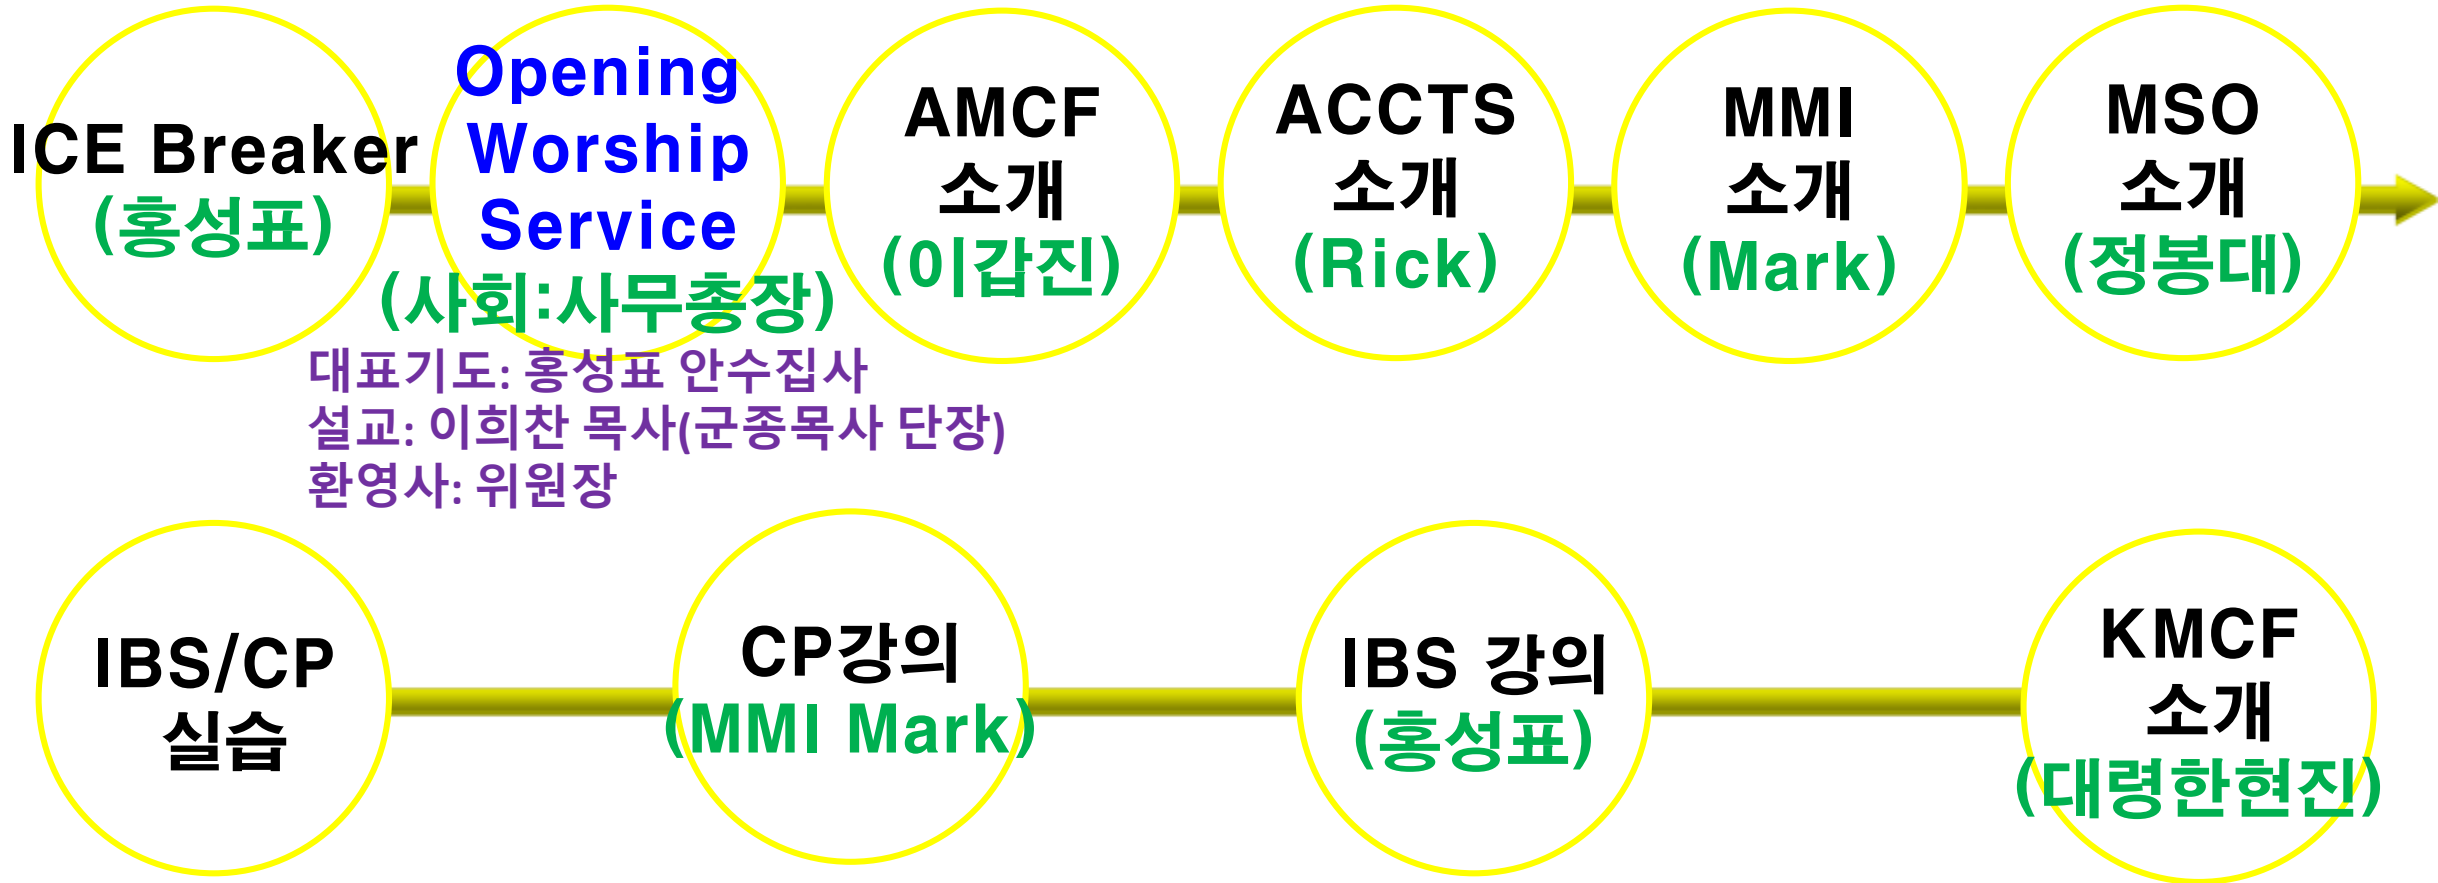 ICE Breaker
(홍성표)
Opening
Worship
Service
(사회:사무총장)
대표기도: 홍성표 안수집사
설교: 이희찬 목사(군종목사 단장)
환영사: 위원장
AMCF
소개
(이갑진)
ACCTS
소개
(Rick)
MMI
소개
(Mark)
MSO
소개
(정봉대)
IBS/CP
실습
CP강의
(MMI Mark)
IBS 강의
(홍성표)
KMCF
소개
(대령한현진)